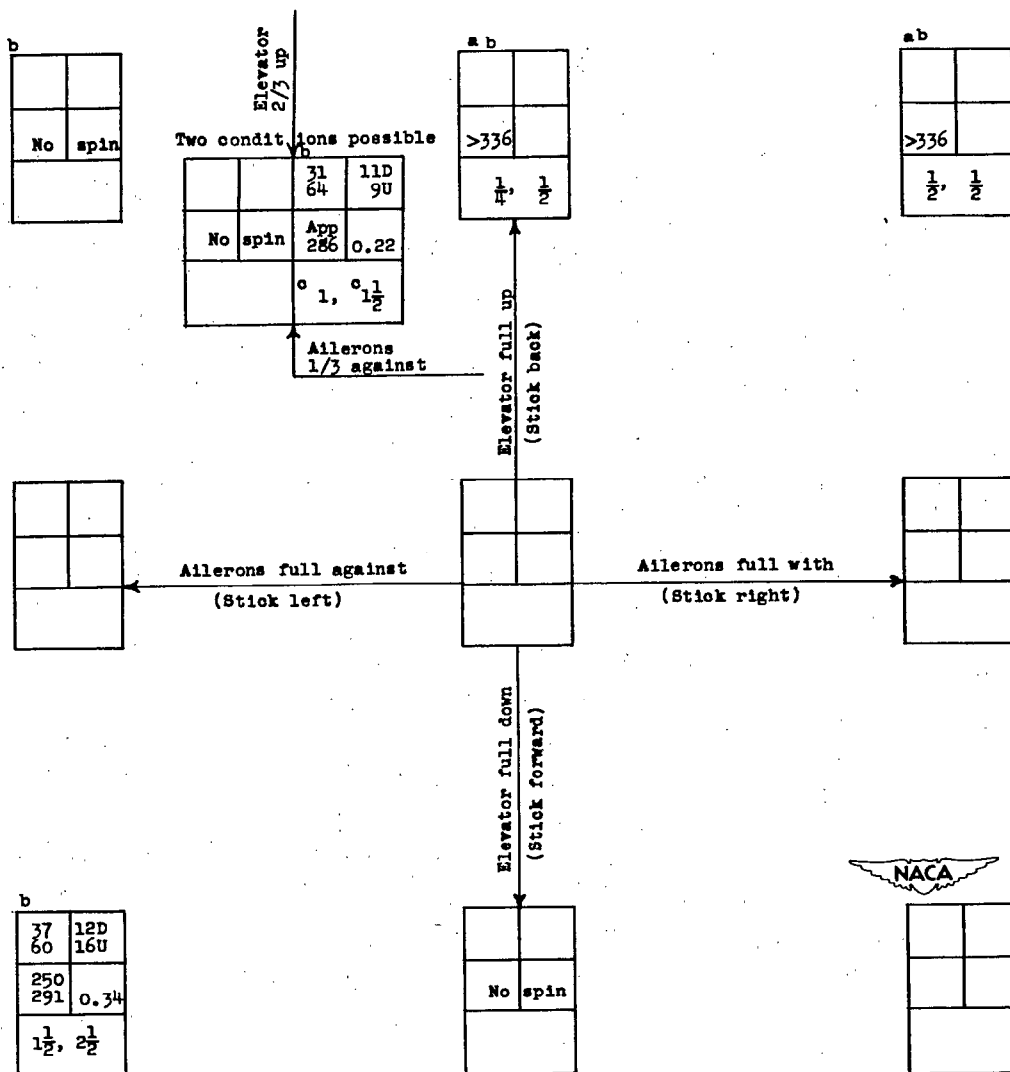 b
No spin
Elevator
2/3 up
Two conditions possible
b
31 11D
64 9U
No spin
App
286 0.22
c 1, c 1½
Ailerons
1/3 against
a b
>336
¼, ½
a b
>336
½, ½
Elevator full up
(Stick back)
Ailerons full against
(Stick left)
Ailerons full with
(Stick right)
Elevator full down
(Stick forward)
NACA
b
37 12D
60 16U
250
291 0.34
1½, 2½
No spin